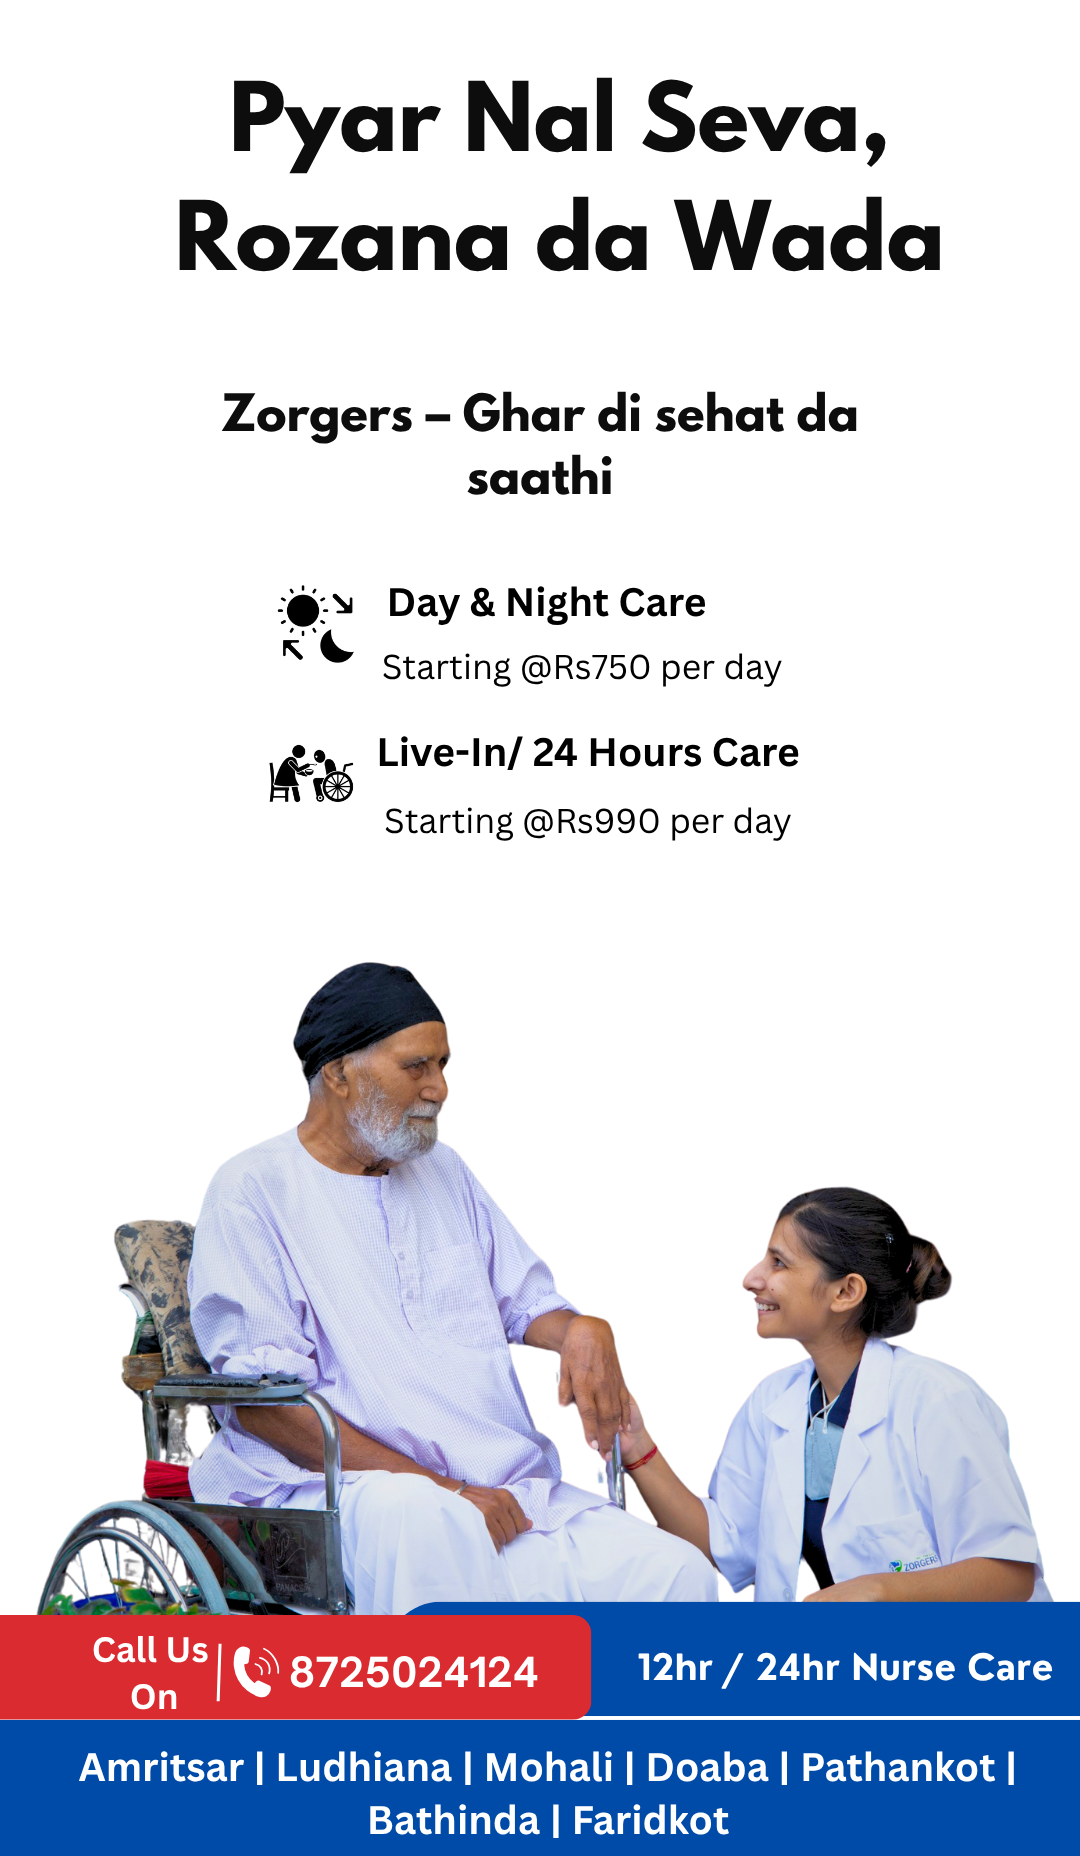 Pyar Nal Seva,
Rozana da Wada
Zorgers – Ghar di sehat da
saathi
Day & Night Care
Starting @Rs750 per day
Live-In/ 24 Hours Care
Starting @Rs990 per day
ZORGERS
Call Us
On
8725024124
12hr / 24hr Nurse Care
Amritsar | Ludhiana | Mohali | Doaba | Pathankot |
Bathinda | Faridkot